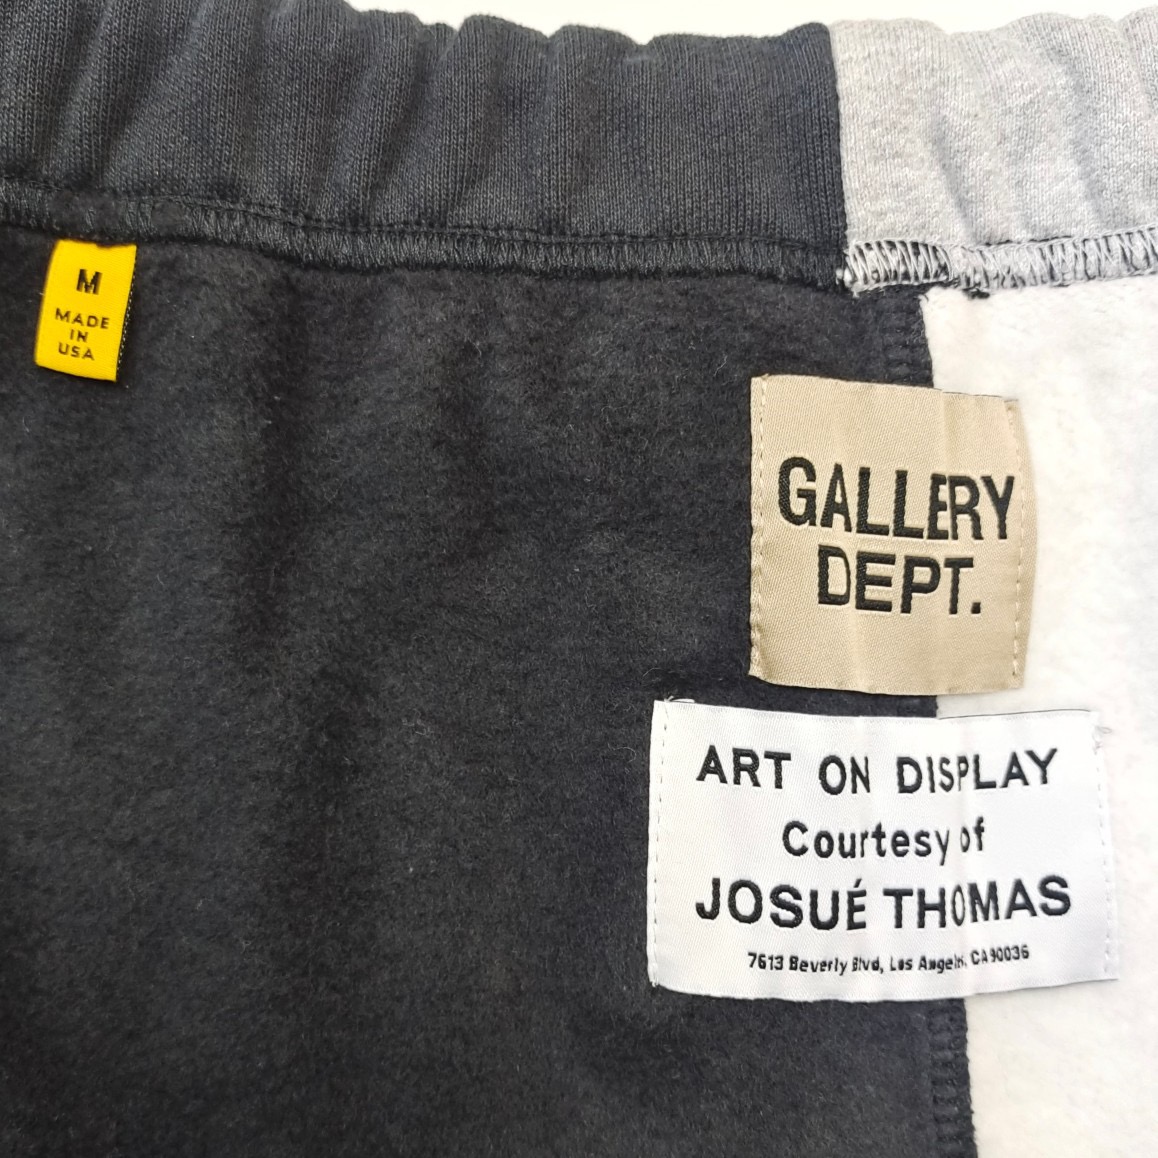 M
MADE
IN
USA
GALLERY
DEPT.
ART ON DISPLAY
Courtesy of
JOSUÉ THOMAS
7613 Beverly Blvd, Los Angeles, CA 90036